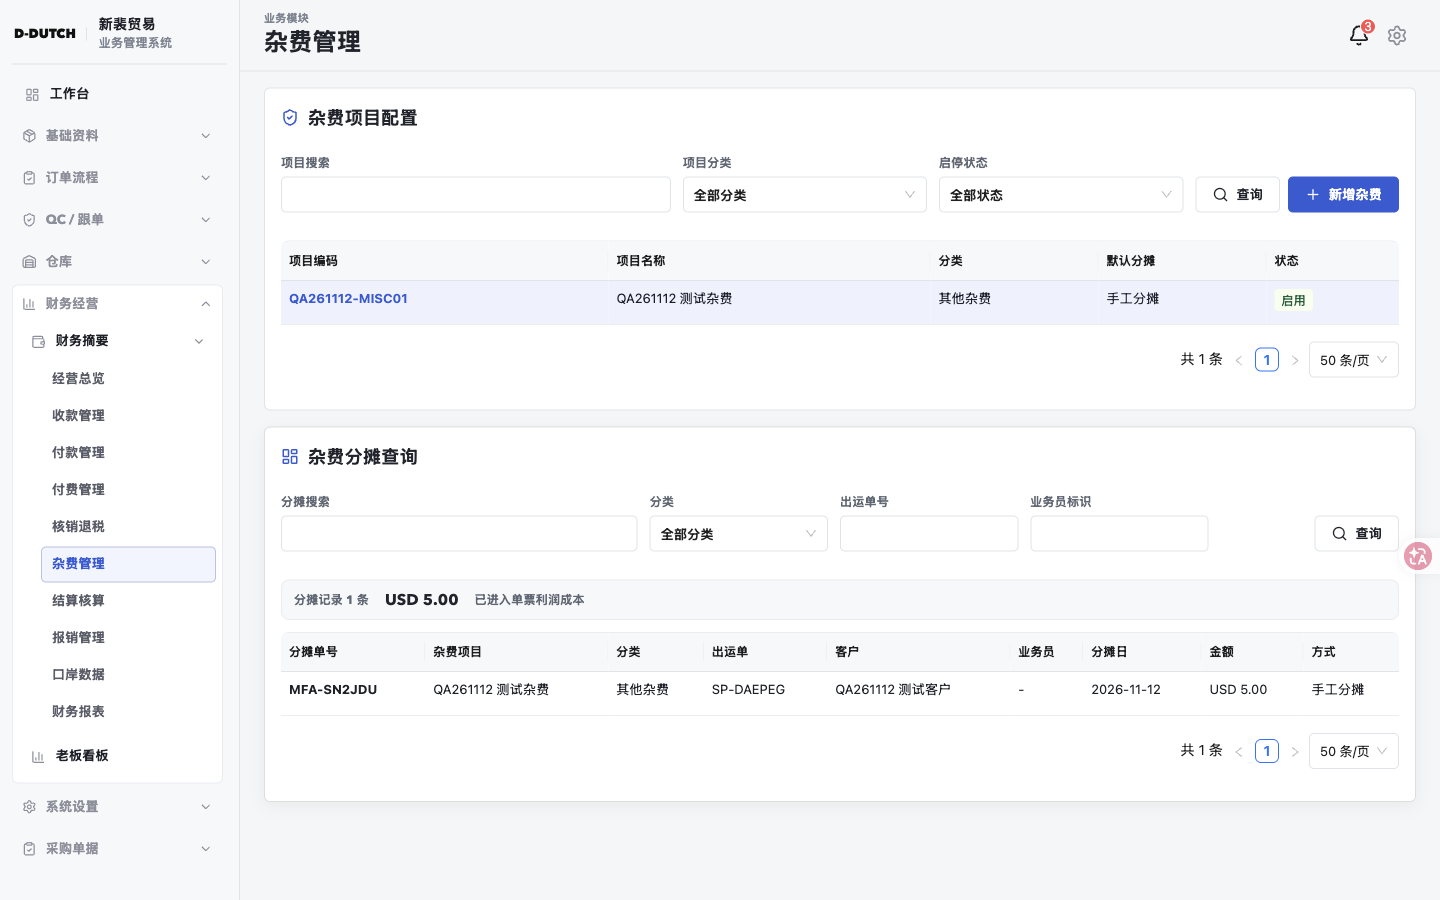 D-DUTCH
新裴贸易
业务管理系统
工作台
基础资料
订单流程
QC / 跟单
仓库
财务经营
财务摘要
经营总览
收款管理
付款管理
付费管理
核销退税
杂费管理
结算核算
报销管理
口岸数据
财务报表
老板看板
系统设置
采购单据
业务模块
杂费管理
3
杂费项目配置
项目搜索
项目分类
启停状态
全部分类
全部状态
查询
新增杂费
项目编码 项目名称 分类 默认分摊 状态
QA261112-MISC01 QA261112 测试杂费 其他杂费 手工分摊 启用
共 1 条 < 1 > 50 条/页
杂费分摊查询
分摊搜索 分类 出运单号 业务员标识
全部分类
查询
分摊记录 1 条 USD 5.00 已进入单票利润成本
分摊单号 杂费项目 分类 出运单 客户 业务员 分摊日 金额 方式
MFA-SN2JDU QA261112 测试杂费 其他杂费 SP-DAEPEG QA261112 测试客户 - 2026-11-12 USD 5.00 手工分摊
共 1 条 < 1 > 50 条/页